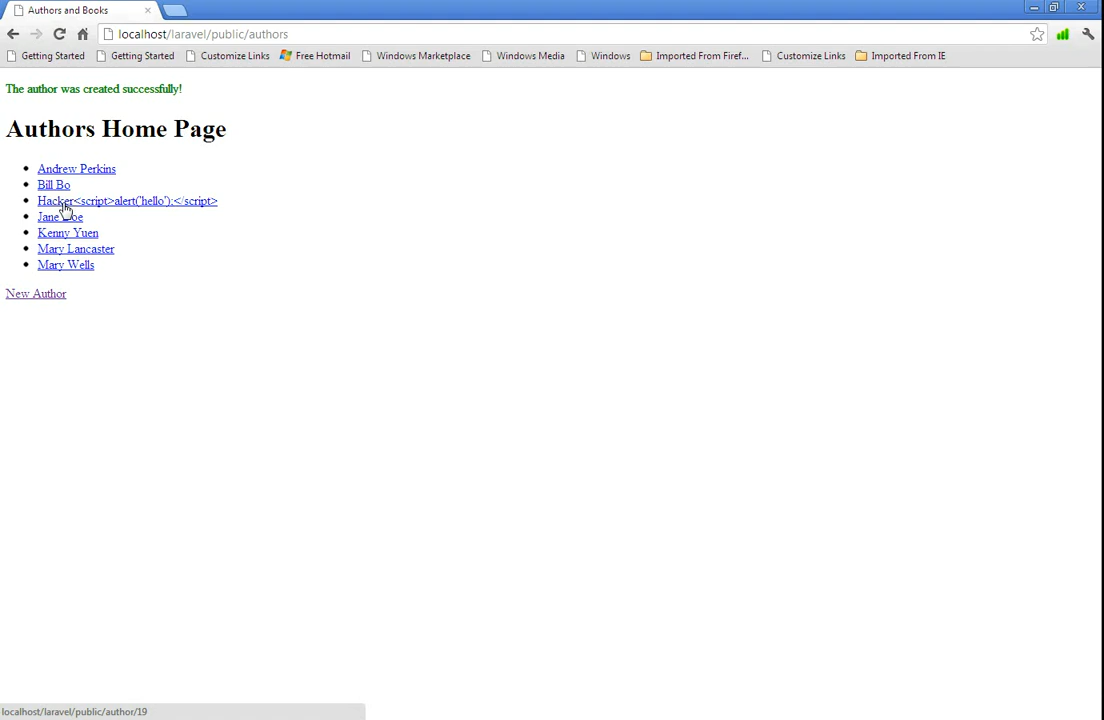 Authors and Books
localhost/laravel/public/authors
Getting Started Getting Started Customize Links Free Hotmail Windows Marketplace Windows Media Windows Imported From Firef... Customize Links Imported From IE
The author was created successfully!
Authors Home Page
Andrew Perkins
Bill Bo
Hacker<script>alert('hello');</script>
Jane Doe
Kenny Yuen
Mary Lancaster
Mary Wells
New Author
localhost/laravel/public/author/19